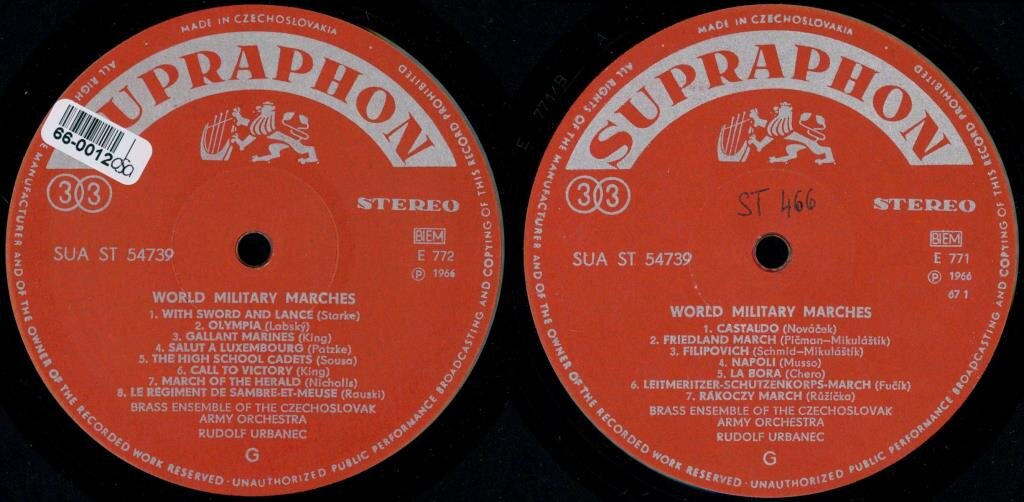 MADE IN CZECHOSLOVAKIA
SUPRAPHON
66-0012
33
STEREO
BIEM
SUA ST 54739
E 772
Ⓟ 1966
WORLD MILITARY MARCHES
1. WITH SWORD AND LANCE (Starke)
2. OLYMPIA (Labský)
3. GALLANT MARINES (King)
4. SALUT A LUXEMBOURG (Patzke)
5. THE HIGH SCHOOL CADETS (Sousa)
6. CALL TO VICTORY (King)
7. MARCH OF THE HERALD (Nicholls)
8. LE RÉGIMENT DE SAMBRE-ET-MEUSE (Rauski)
BRASS ENSEMBLE OF THE CZECHOSLOVAK
ARMY ORCHESTRA
RUDOLF URBANEC
G
ALL RIGH
E MANUFACTURER AND OF THE OWNER OF THE RECORDED WORK RESERVED · UNAUTHORIZED PUBLIC PERFORMANCE BROADCASTING AND COPYING OF THIS RECORD PROHIBITED
MADE IN CZECHOSLOVAKIA
SUPRAPHON
E 771/B
A
33
ST 466
STEREO
BIEM
SUA ST 54739
E 771
Ⓟ 1966
67 1
WORLD MILITARY MARCHES
1. CASTALDO (Nováček)
2. FRIEDLAND MARCH (Pičman-Mikuláštik)
3. FILIPOVICH (Schmid-Mikuláštik)
4. NAPOLI (Musso)
5. LA BORA (Chero)
6. LEITMERITZER-SCHUTZENKORPS-MARCH (Fučík)
7. RÁKOCZY MARCH (Růžička)
BRASS ENSEMBLE OF THE CZECHOSLOVAK
ARMY ORCHESTRA
RUDOLF URBANEC
G
ALL RIGHTS OF THE MANUFACTURER AND OF THE OWNER OF THE RECORDED WORK RESERVED · UNAUTHORIZED PUBLIC PERFORMANCE BROADCASTING AND COPYING OF THIS RECORD PROHIBITED